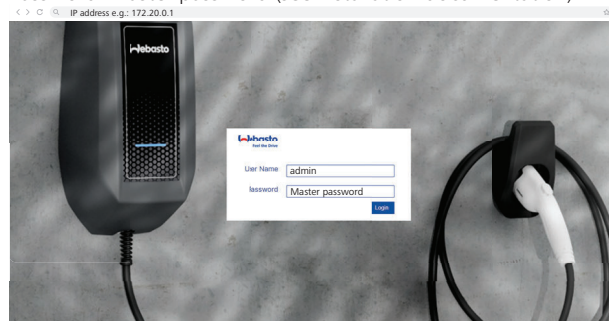 IP address e.g.: 172.20.0.1
webasto
webasto
Feel the Drive
User Name
admin
Password
Master password
Login